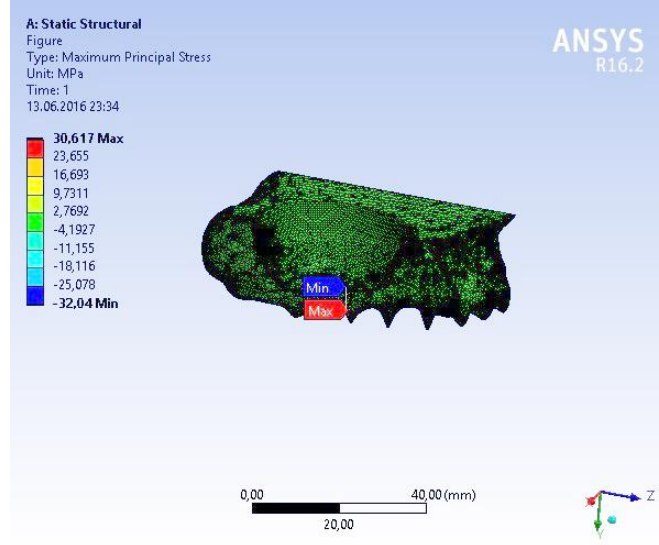 A: Static Structural
Figure
Type: Maximum Principal Stress
Unit: MPa
Time: 1
13.06.2016 23:34
ANSYS
R16.2
30,617 Max
23,655
16,693
9,7311
2,7692
-4,1927
-11,155
-18,116
-25,078
-32,04 Min
Min
Max
0,00
40,00 (mm)
20,00
Z
Y